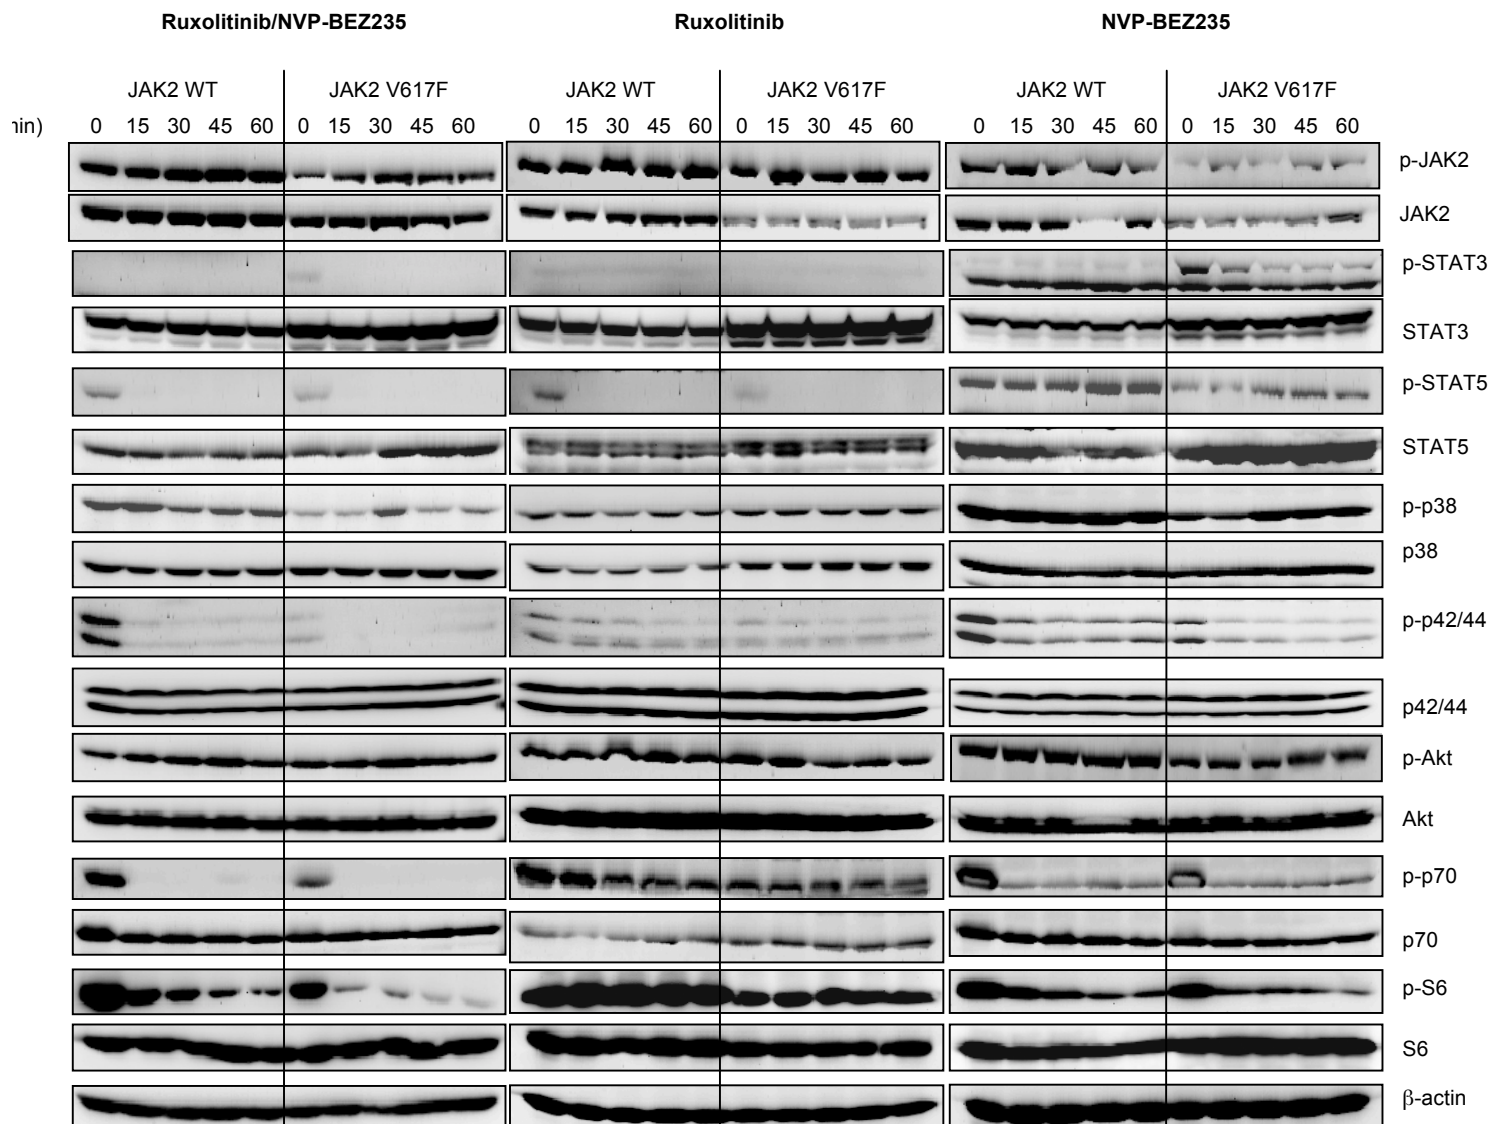 Ruxolitinib/NVP-BEZ235 Ruxolitinib NVP-BEZ235
JAK2 WT JAK2 V617F JAK2 WT JAK2 V617F JAK2 WT JAK2 V617F
in) 0 15 30 45 60 0 15 30 45 60 0 15 30 45 60 0 15 30 45 60 0 15 30 45 60 0 15 30 45 60
p-JAK2
JAK2
p-STAT3
STAT3
p-STAT5
STAT5
p-p38
p38
p-p42/44
p42/44
p-Akt
Akt
p-p70
p70
p-S6
S6
β-actin